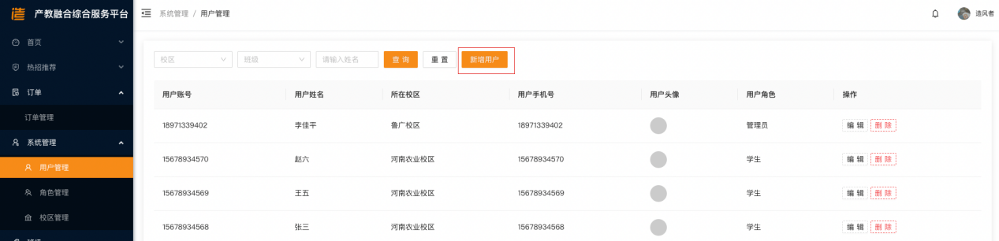 造 产教融合综合服务平台
系统管理 / 用户管理
造风者
首页
热招推荐
订单
订单管理
系统管理
用户管理
角色管理
校区管理
校区 班级 请输入姓名 查 询 重 置 新增用户
用户账号 用户姓名 所在校区 用户手机号 用户头像 用户角色 操作
18971339402 李佳平 鲁广校区 18971339402 管理员 编 辑 删 除
15678934570 赵六 河南农业校区 15678934570 学生 编 辑 删 除
15678934569 王五 河南农业校区 15678934569 学生 编 辑 删 除
15678934568 张三 河南农业校区 15678934568 学生 编 辑 删 除